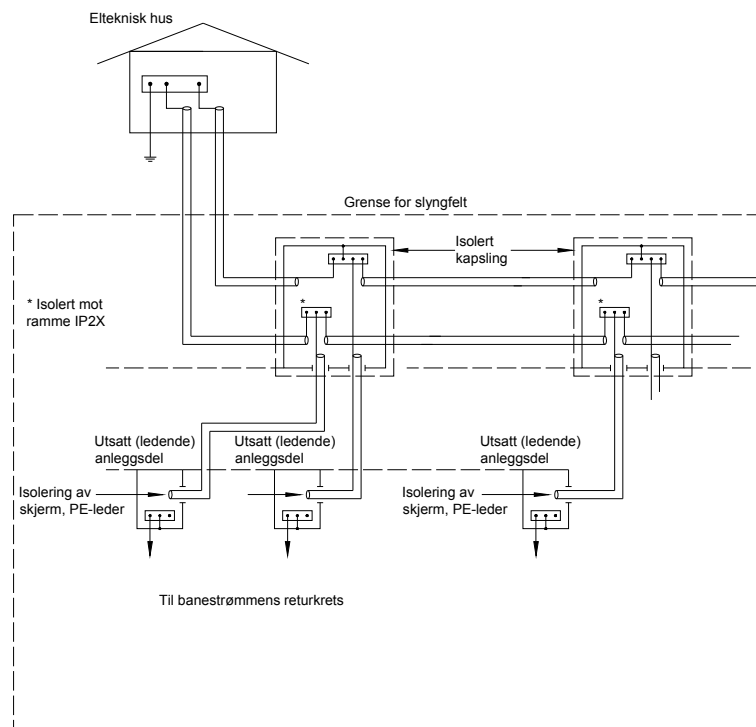 Elteknisk hus
Grense for slyngfelt
Isolert
kapsling
* Isolert mot
ramme IP2X
*
*
Utsatt (ledende)
anleggsdel
Utsatt (ledende)
anleggsdel
Utsatt (ledende)
anleggsdel
Isolering av
skjerm, PE-leder
Isolering av
skjerm, PE-leder
Til banestrømmens returkrets